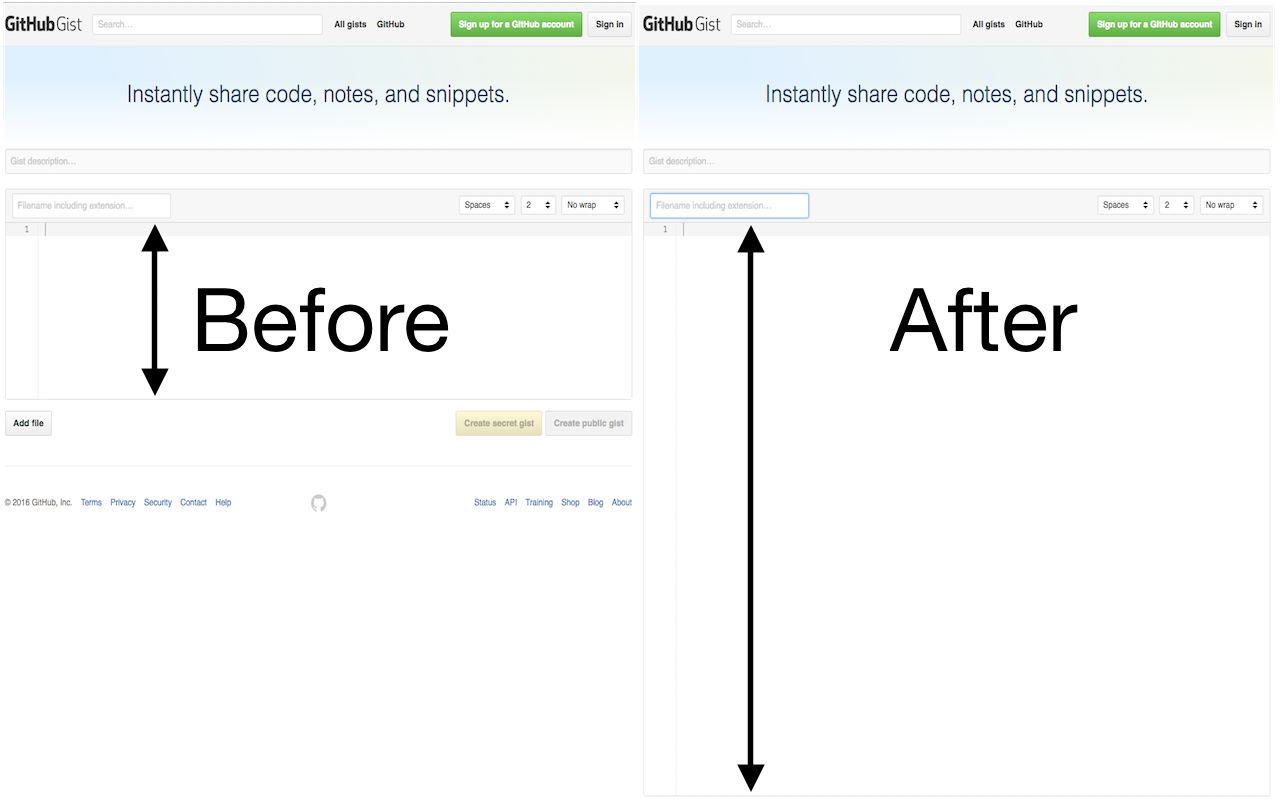 GitHub Gist Search... All gists GitHub Sign up for a GitHub account Sign in
Instantly share code, notes, and snippets.
Gist description...
Filename including extension... Spaces 2 No wrap
1
Before
Add file Create secret gist Create public gist
© 2016 GitHub, Inc. Terms Privacy Security Contact Help Status API Training Shop Blog About
GitHub Gist Search... All gists GitHub Sign up for a GitHub account Sign in
Instantly share code, notes, and snippets.
Gist description...
Filename including extension... Spaces 2 No wrap
1
After